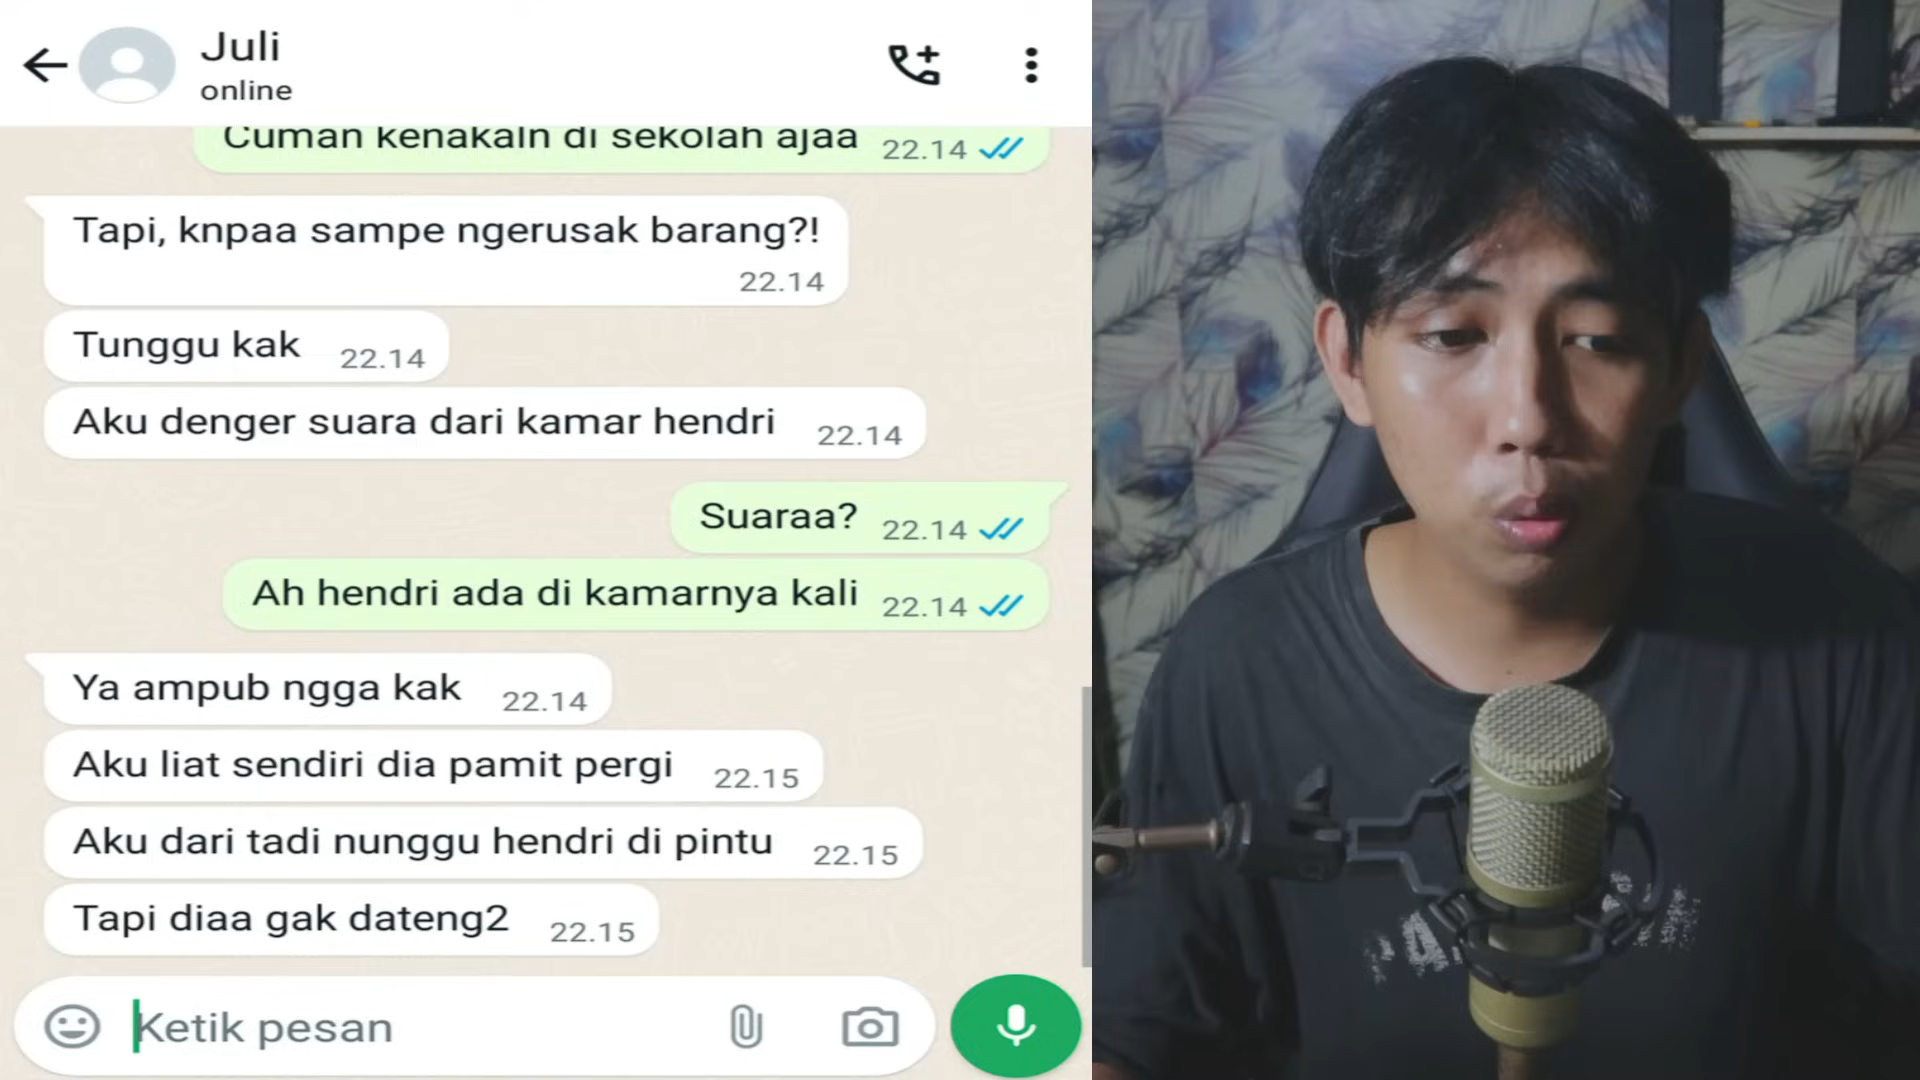 Juli
online
Cuman kenakaln di sekolah ajaa 22.14
Tapi, knpaa sampe ngerusak barang?!
22.14
Tunggu kak 22.14
Aku denger suara dari kamar hendri 22.14
Suaraa? 22.14
Ah hendri ada di kamarnya kali 22.14
Ya ampub ngga kak 22.14
Aku liat sendiri dia pamit pergi 22.15
Aku dari tadi nunggu hendri di pintu 22.15
Tapi diaa gak dateng2 22.15
Ketik pesan